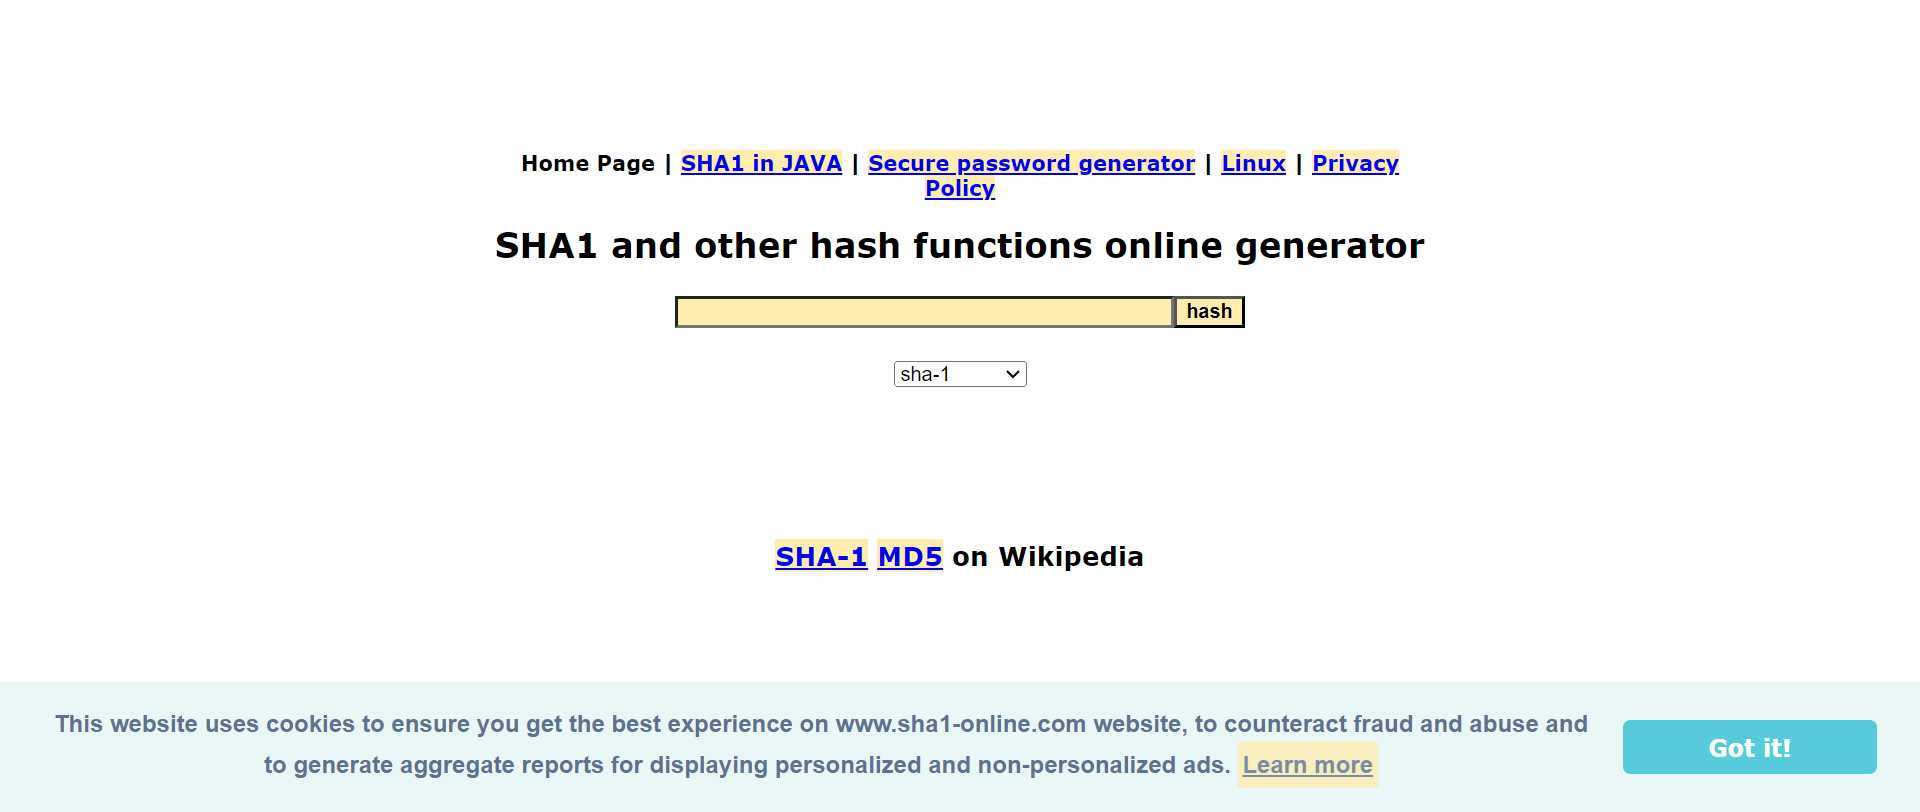 Home Page | SHA1 in JAVA | Secure password generator | Linux | Privacy
Policy
SHA1 and other hash functions online generator
hash
sha-1
SHA-1 MD5 on Wikipedia
This website uses cookies to ensure you get the best experience on www.sha1-online.com website, to counteract fraud and abuse and
to generate aggregate reports for displaying personalized and non-personalized ads. Learn more
Got it!